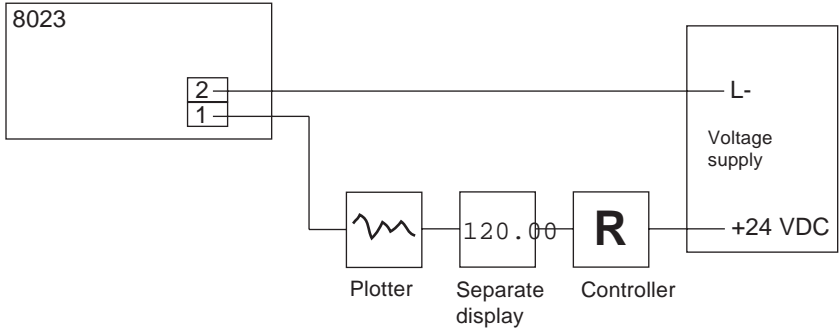 8023
2
1
L-
Voltage
supply
120.00
R
+24 VDC
Plotter
Separate
display
Controller